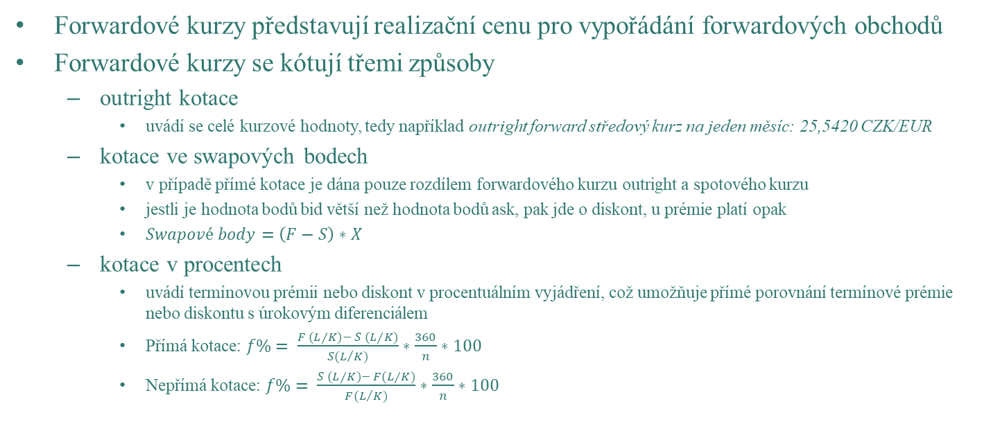 • Forwardové kurzy představují realizační cenu pro vypořádání forwardových obchodů
• Forwardové kurzy se kótují třemi způsoby
– outright kotace
• uvádí se celé kurzové hodnoty, tedy například outright forward středový kurz na jeden měsíc: 25,5420 CZK/EUR
– kotace ve swapových bodech
• v případě přímé kotace je dána pouze rozdílem forwardového kurzu outright a spotového kurzu
• jestli je hodnota bodů bid větší než hodnota bodů ask, pak jde o diskont, u prémie platí opak
• Swapové body = (F − S) ∗ X
– kotace v procentech
• uvádí termínovou prémii nebo diskont v procentuálním vyjádření, což umožňuje přímé porovnání termínové prémie
nebo diskontu s úrokovým diferenciálem
• Přímá kotace: f% = F (L/K)− S (L/K) / S(L/K) ∗ 360/n ∗ 100
• Nepřímá kotace: f% = S (L/K)− F(L/K) / F(L/K) ∗ 360/n ∗ 100